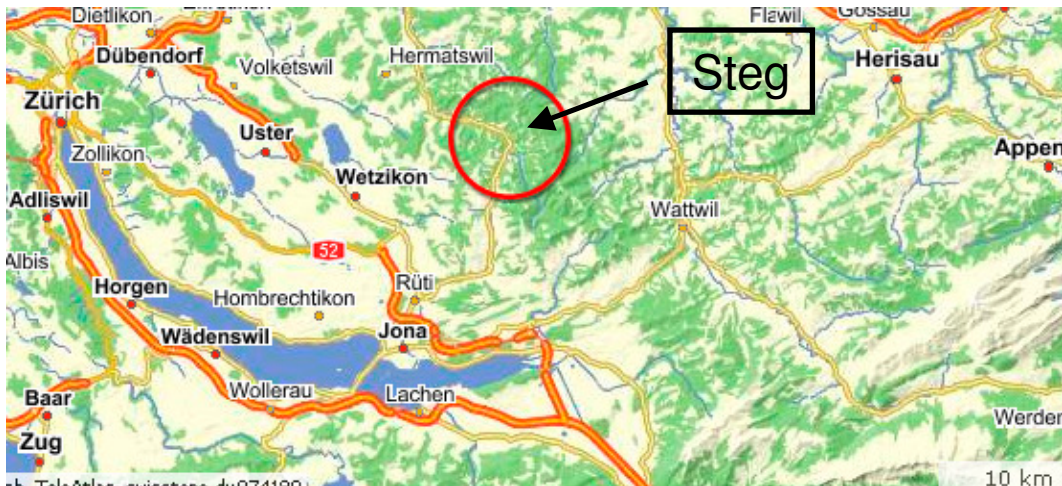 Dietlikon
Flawil
Gossau
Dübendorf
Hermatswil
Steg
Herisau
Volketswil
Zürich
Uster
Zollikon
Appen
Wetzikon
Adliswil
Wattwil
52
Albis
Rüti
Horgen
Hombrechtikon
Wädenswil
Jona
Wollerau
Lachen
Baar
Werder
Zug
10 km